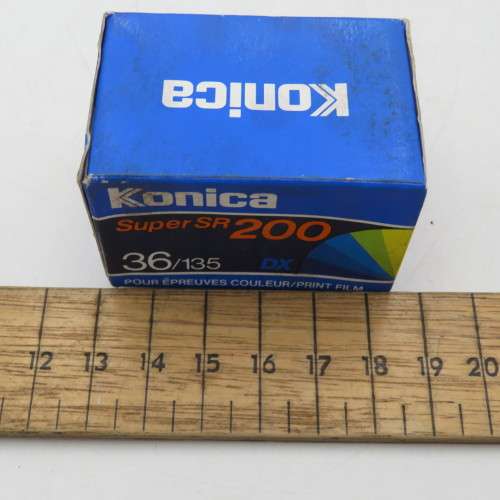 Konica
Konica
Super SR 200
36/135 DX
POUR ÉPREUVES COULEUR/PRINT FILM
12 13 14 15 16 17 18 19 20